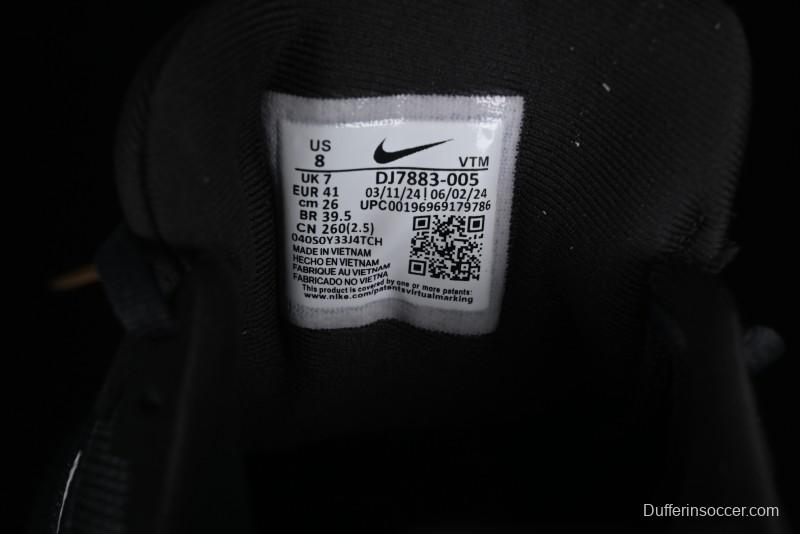 US
8
VTM
UK 7
DJ7883-005
EUR 41
03/11/24 | 06/02/24
cm 26
UPC00196969179786
BR 39.5
CN 260(2.5)
040S0Y33J4TCH
MADE IN VIETNAM
HECHO EN VIETNAM
FABRIQUE AU VIETNAM
FABRICADO NO VIETNA
This product is covered by one or more patents:
www.nike.com/patentsvirtualmarking
Dufferinsoccer.com